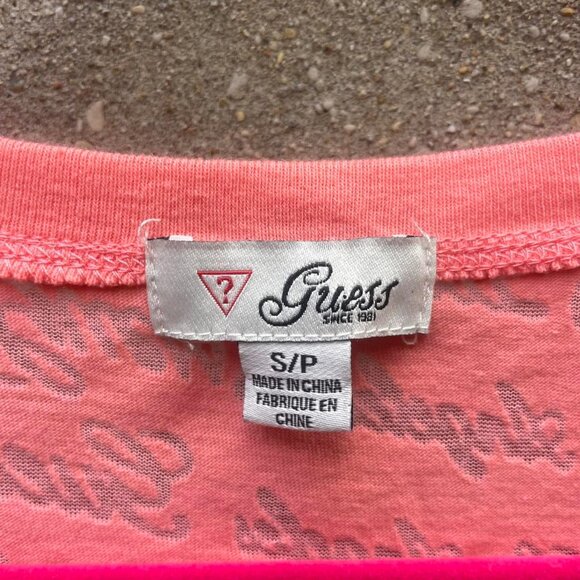 ?
Guess
SINCE 1981
S/P
MADE IN CHINA
FABRIQUE EN
CHINE